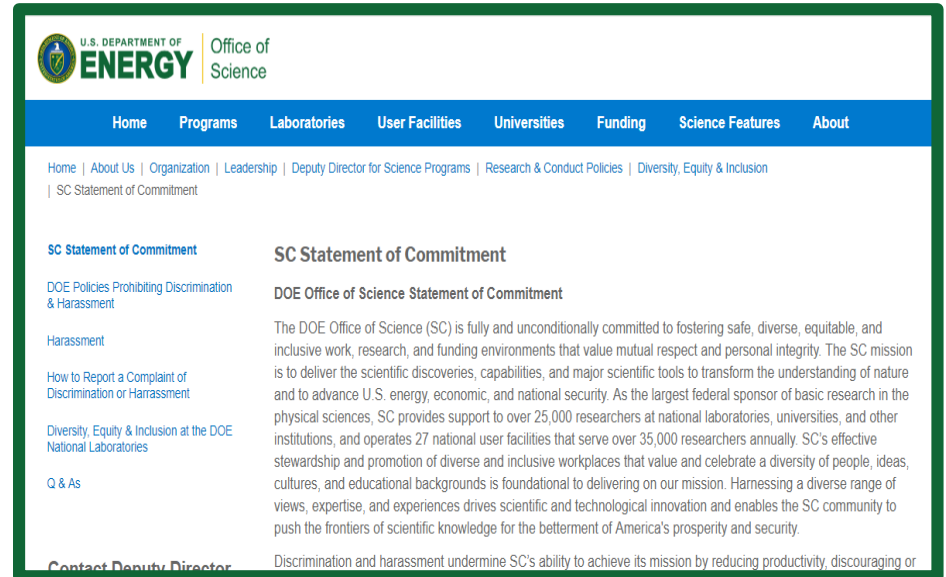 U.S. DEPARTMENT OF
ENERGY
Office of
Science
Home Programs Laboratories User Facilities Universities Funding Science Features About
Home | About Us | Organization | Leadership | Deputy Director for Science Programs | Research & Conduct Policies | Diversity, Equity & Inclusion
| SC Statement of Commitment
SC Statement of Commitment
DOE Policies Prohibiting Discrimination
& Harassment
Harassment
How to Report a Complaint of
Discrimination or Harrassment
Diversity, Equity & Inclusion at the DOE
National Laboratories
Q & As
Contact Deputy Director
SC Statement of Commitment
DOE Office of Science Statement of Commitment
The DOE Office of Science (SC) is fully and unconditionally committed to fostering safe, diverse, equitable, and
inclusive work, research, and funding environments that value mutual respect and personal integrity. The SC mission
is to deliver the scientific discoveries, capabilities, and major scientific tools to transform the understanding of nature
and to advance U.S. energy, economic, and national security. As the largest federal sponsor of basic research in the
physical sciences, SC provides support to over 25,000 researchers at national laboratories, universities, and other
institutions, and operates 27 national user facilities that serve over 35,000 researchers annually. SC's effective
stewardship and promotion of diverse and inclusive workplaces that value and celebrate a diversity of people, ideas,
cultures, and educational backgrounds is foundational to delivering on our mission. Harnessing a diverse range of
views, expertise, and experiences drives scientific and technological innovation and enables the SC community to
push the frontiers of scientific knowledge for the betterment of America's prosperity and security.
Discrimination and harassment undermine SC's ability to achieve its mission by reducing productivity, discouraging or